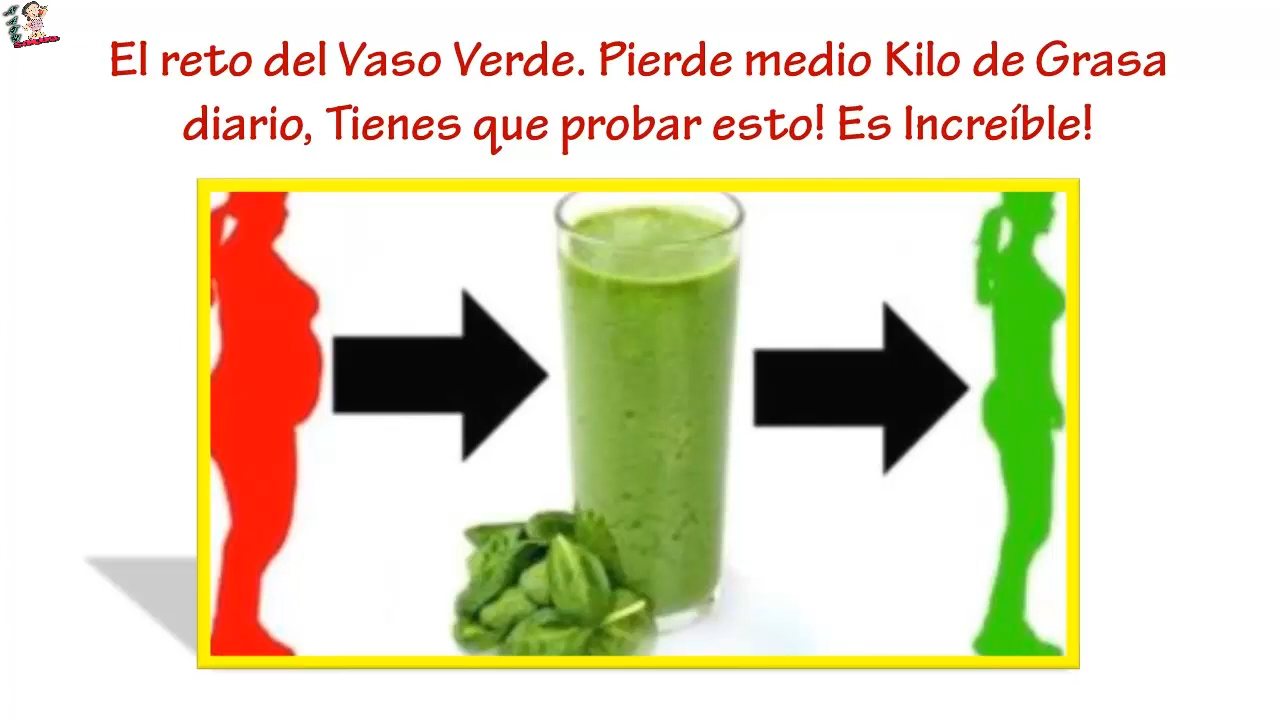 El reto del Vaso Verde. Pierde medio Kilo de Grasa
diario, Tienes que probar esto! Es Increíble!